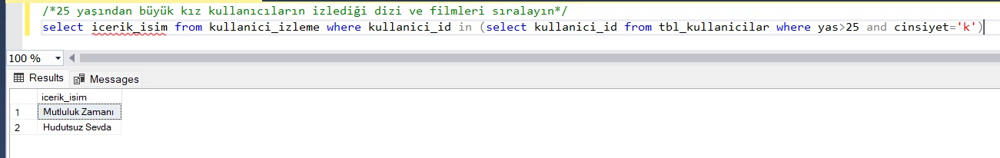 /*25 yaşından büyük kız kullanıcıların izlediği dizi ve filmleri sıralayın*/
select icerik_isim from kullanici_izleme where kullanici_id in (select kullanici_id from tbl_kullanicilar where yas>25 and cinsiyet='k')
100 %
Results Messages
icerik_isim
1 Mutluluk Zamanı
2 Hudutsuz Sevda